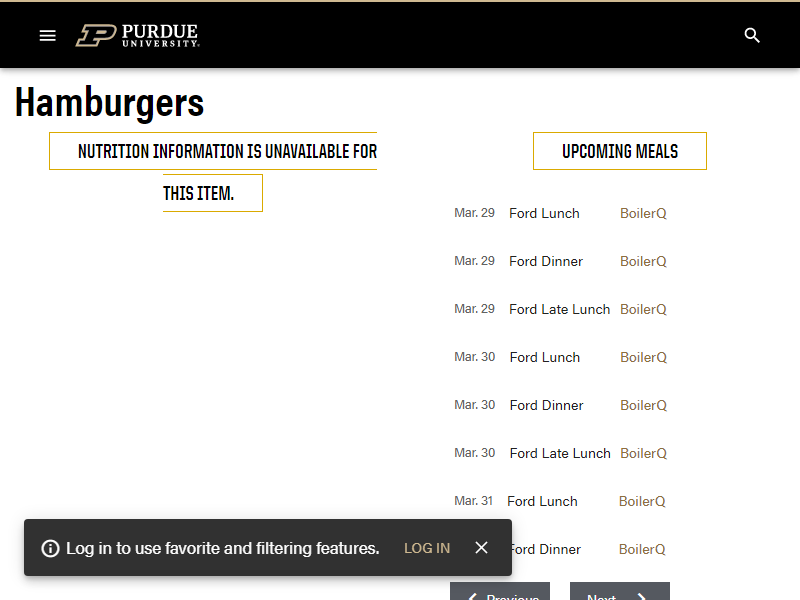 PURDUE
UNIVERSITY.
Hamburgers
NUTRITION INFORMATION IS UNAVAILABLE FOR
THIS ITEM.
UPCOMING MEALS
Mar. 29 Ford Lunch BoilerQ
Mar. 29 Ford Dinner BoilerQ
Mar. 29 Ford Late Lunch BoilerQ
Mar. 30 Ford Lunch BoilerQ
Mar. 30 Ford Dinner BoilerQ
Mar. 30 Ford Late Lunch BoilerQ
Mar. 31 Ford Lunch BoilerQ
Ford Dinner BoilerQ
Log in to use favorite and filtering features. LOG IN
Previous Next